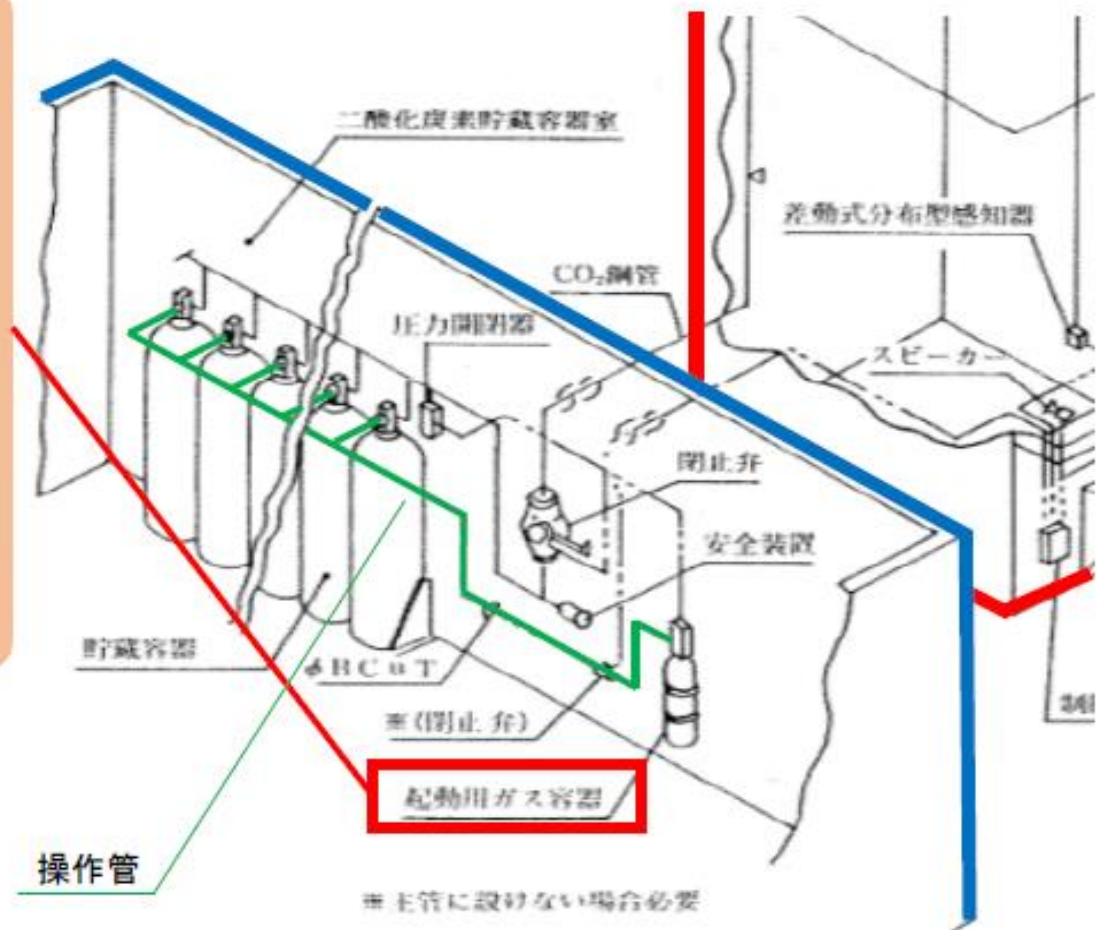 二酸化炭素貯蔵容器室
差動式分布型感知器
CO₂鋼管
圧力開閉器
スピーカー
閉止弁
安全装置
貯蔵容器
φ8CuT
※(閉止弁)
制御
起動用ガス容器
操作管
※主管に設けない場合必要